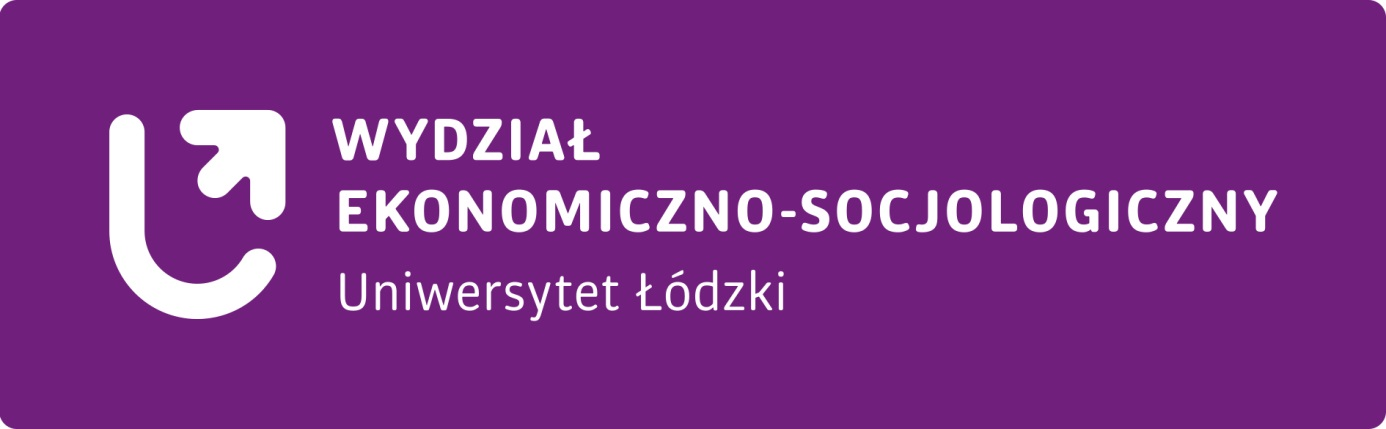 WYDZIAŁ
EKONOMICZNO-SOCJOLOGICZNY
Uniwersytet Łódzki